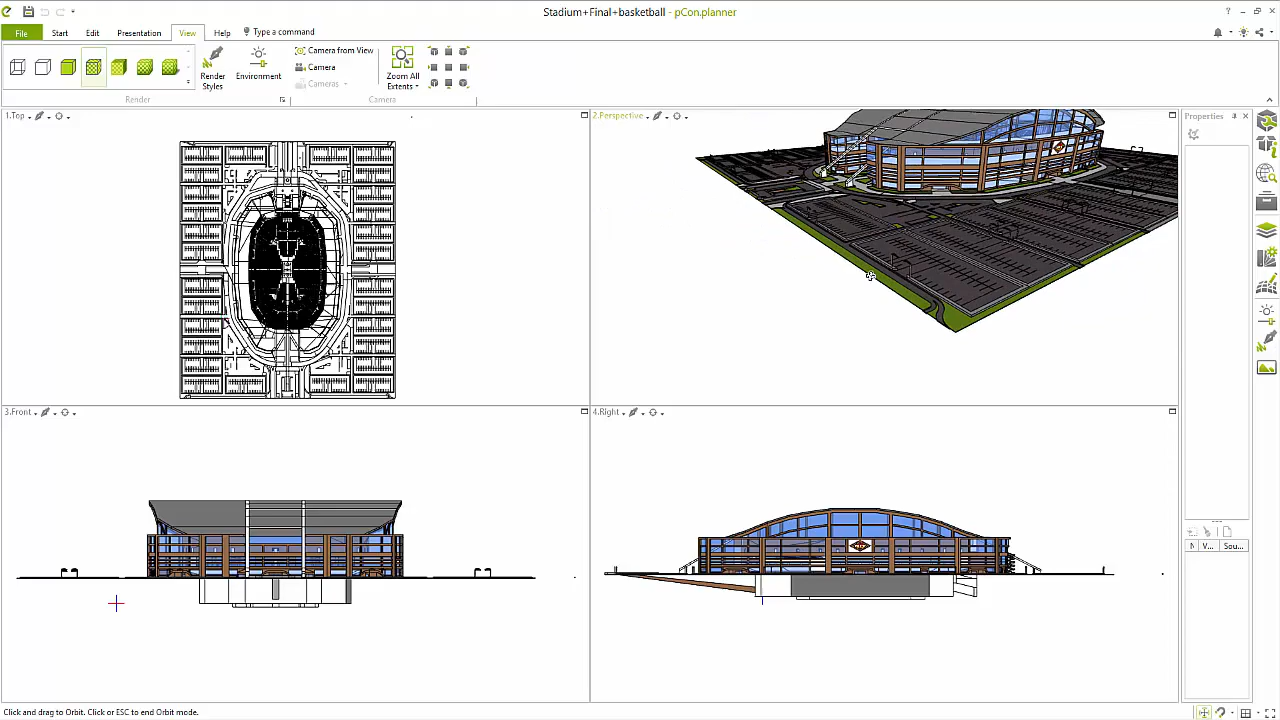 Stadium+Final+basketball - pCon.planner
File Start Edit Presentation View Help Type a command
Render Styles
Environment
Camera from View
Camera
Cameras
Zoom All Extents
Render
Camera
1.Top
2.Perspective
Properties
3.Front
4.Right
N V... Sou...
Click and drag to Orbit. Click or ESC to end Orbit mode.